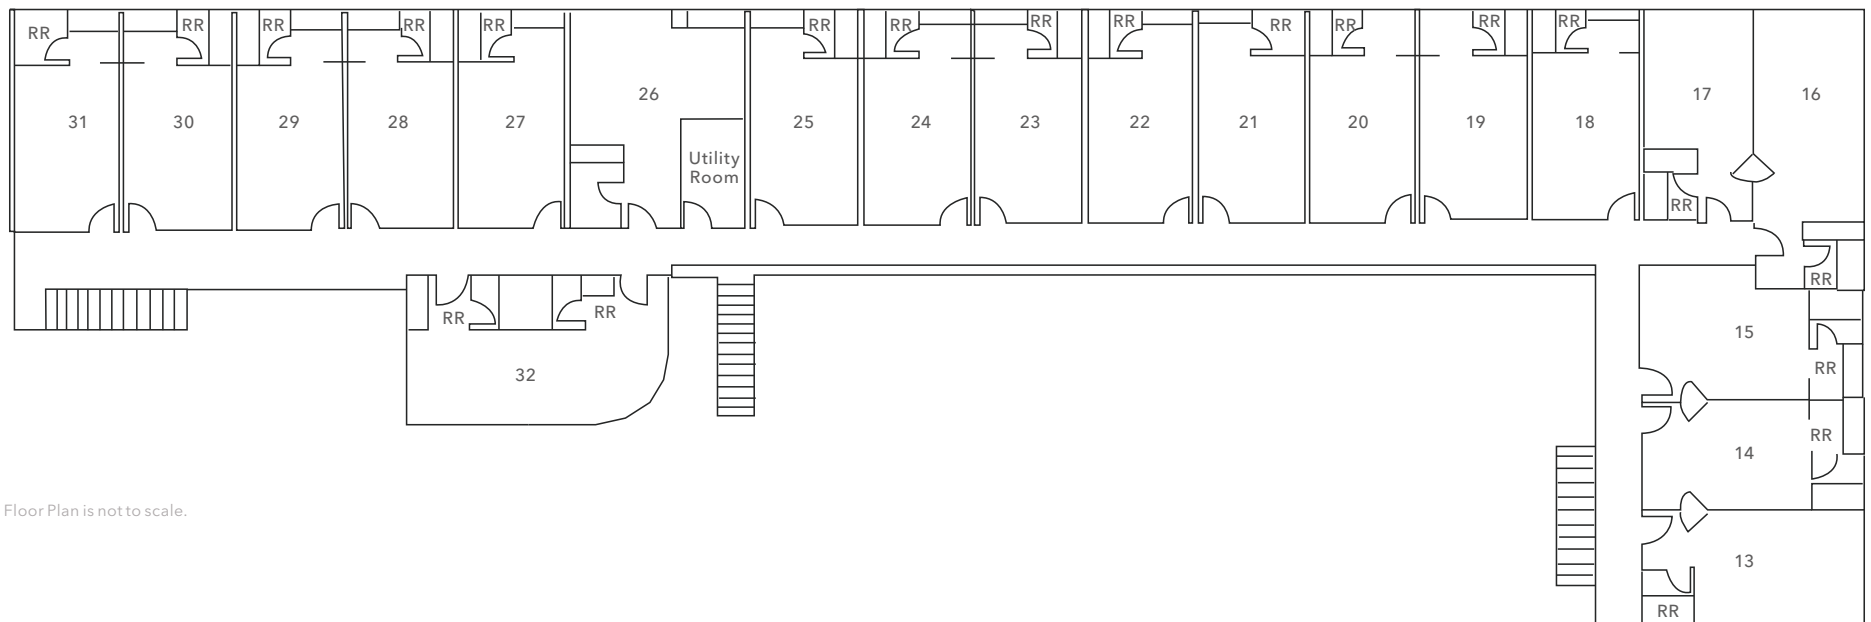 RR
RR
RR
RR
RR
RR
RR
RR
RR
RR
RR
RR
RR
31
30
29
28
27
26
25
24
23
22
21
20
19
18
17
16
Utility
Room
RR
RR
RR
RR
15
32
RR
RR
14
Floor Plan is not to scale.
13
RR